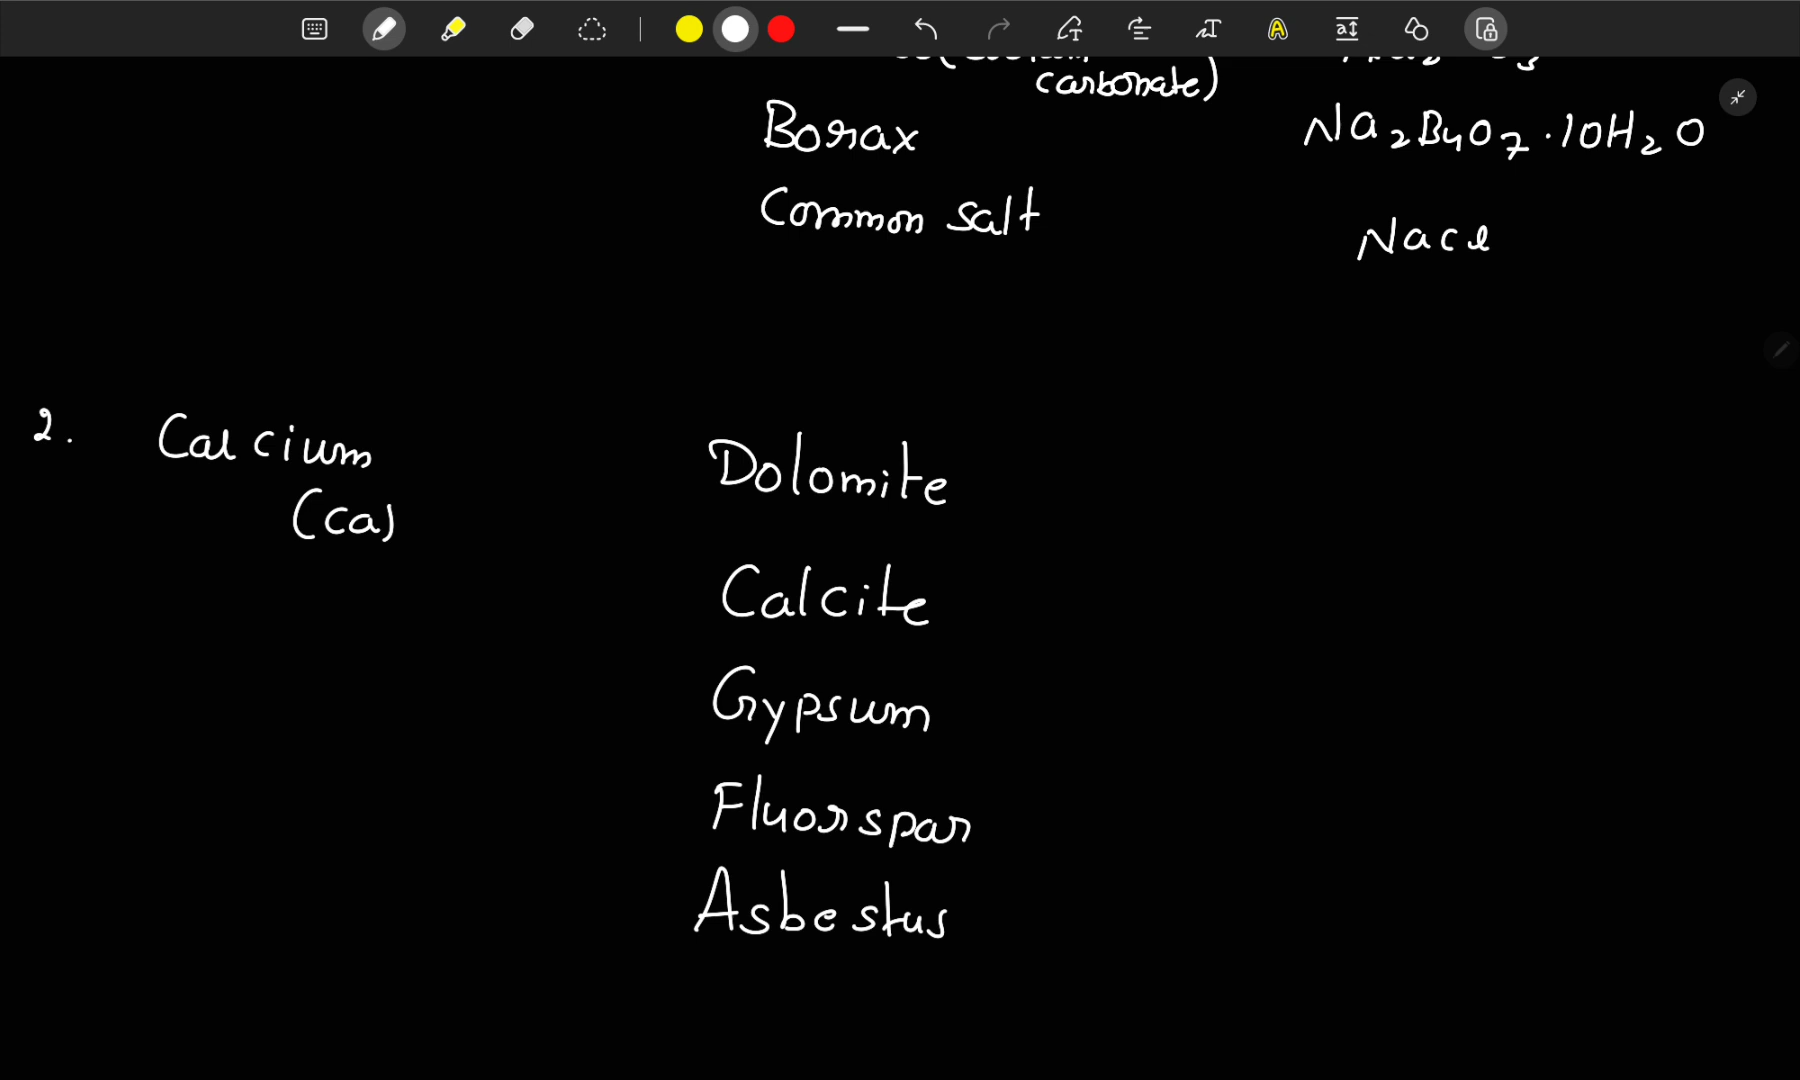 carbonate)
Borax Na₂B₄O₇·10H₂O
Common salt Nacl
2. Calcium Dolomite
(ca)
Calcite
Gypsum
Fluorspar
Asbestus